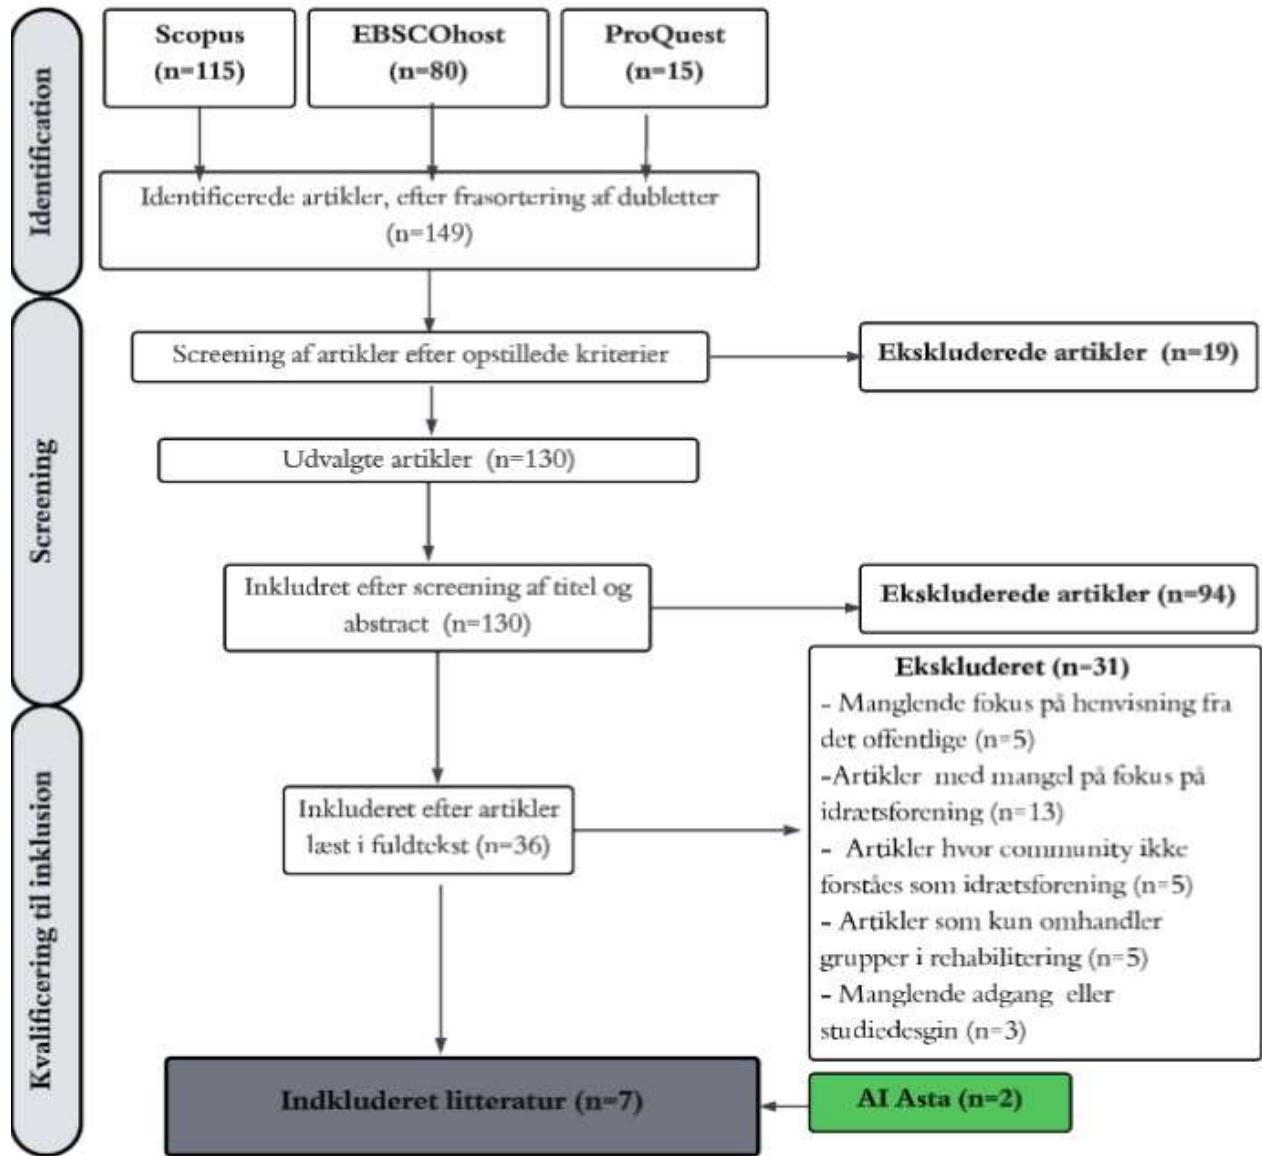 Identification
Scopus
(n=115)
EBSCOhost
(n=80)
ProQuest
(n=15)
Identificerede artikler, efter frasortering af dubletter
(n=149)
Screening
Screening af artikler efter opstillede kriterier
Ekskluderede artikler (n=19)
Udvalgte artikler (n=130)
Inkludret efter screening af titel og
abstract (n=130)
Ekskluderede artikler (n=94)
Kvalificering til inklusion
Inkluderet efter artikler
læst i fuldtekst (n=36)
Ekskluderet (n=31)
- Manglende fokus på henvisning fra
det offentlige (n=5)
-Artikler med mangel på fokus på
idrætsforening (n=13)
- Artikler hvor community ikke
forstås som idrætsforening (n=5)
- Artikler som kun omhandler
grupper i rehabilitering (n=5)
- Manglende adgang eller
studiedesgin (n=3)
Indkluderet litteratur (n=7)
AI Asta (n=2)